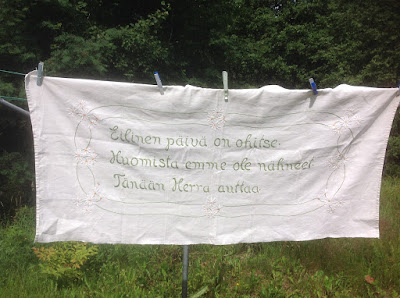 Eilinen päivä on ohitse.
Huomista emme ole nähneet
Tänään Herra auttaa